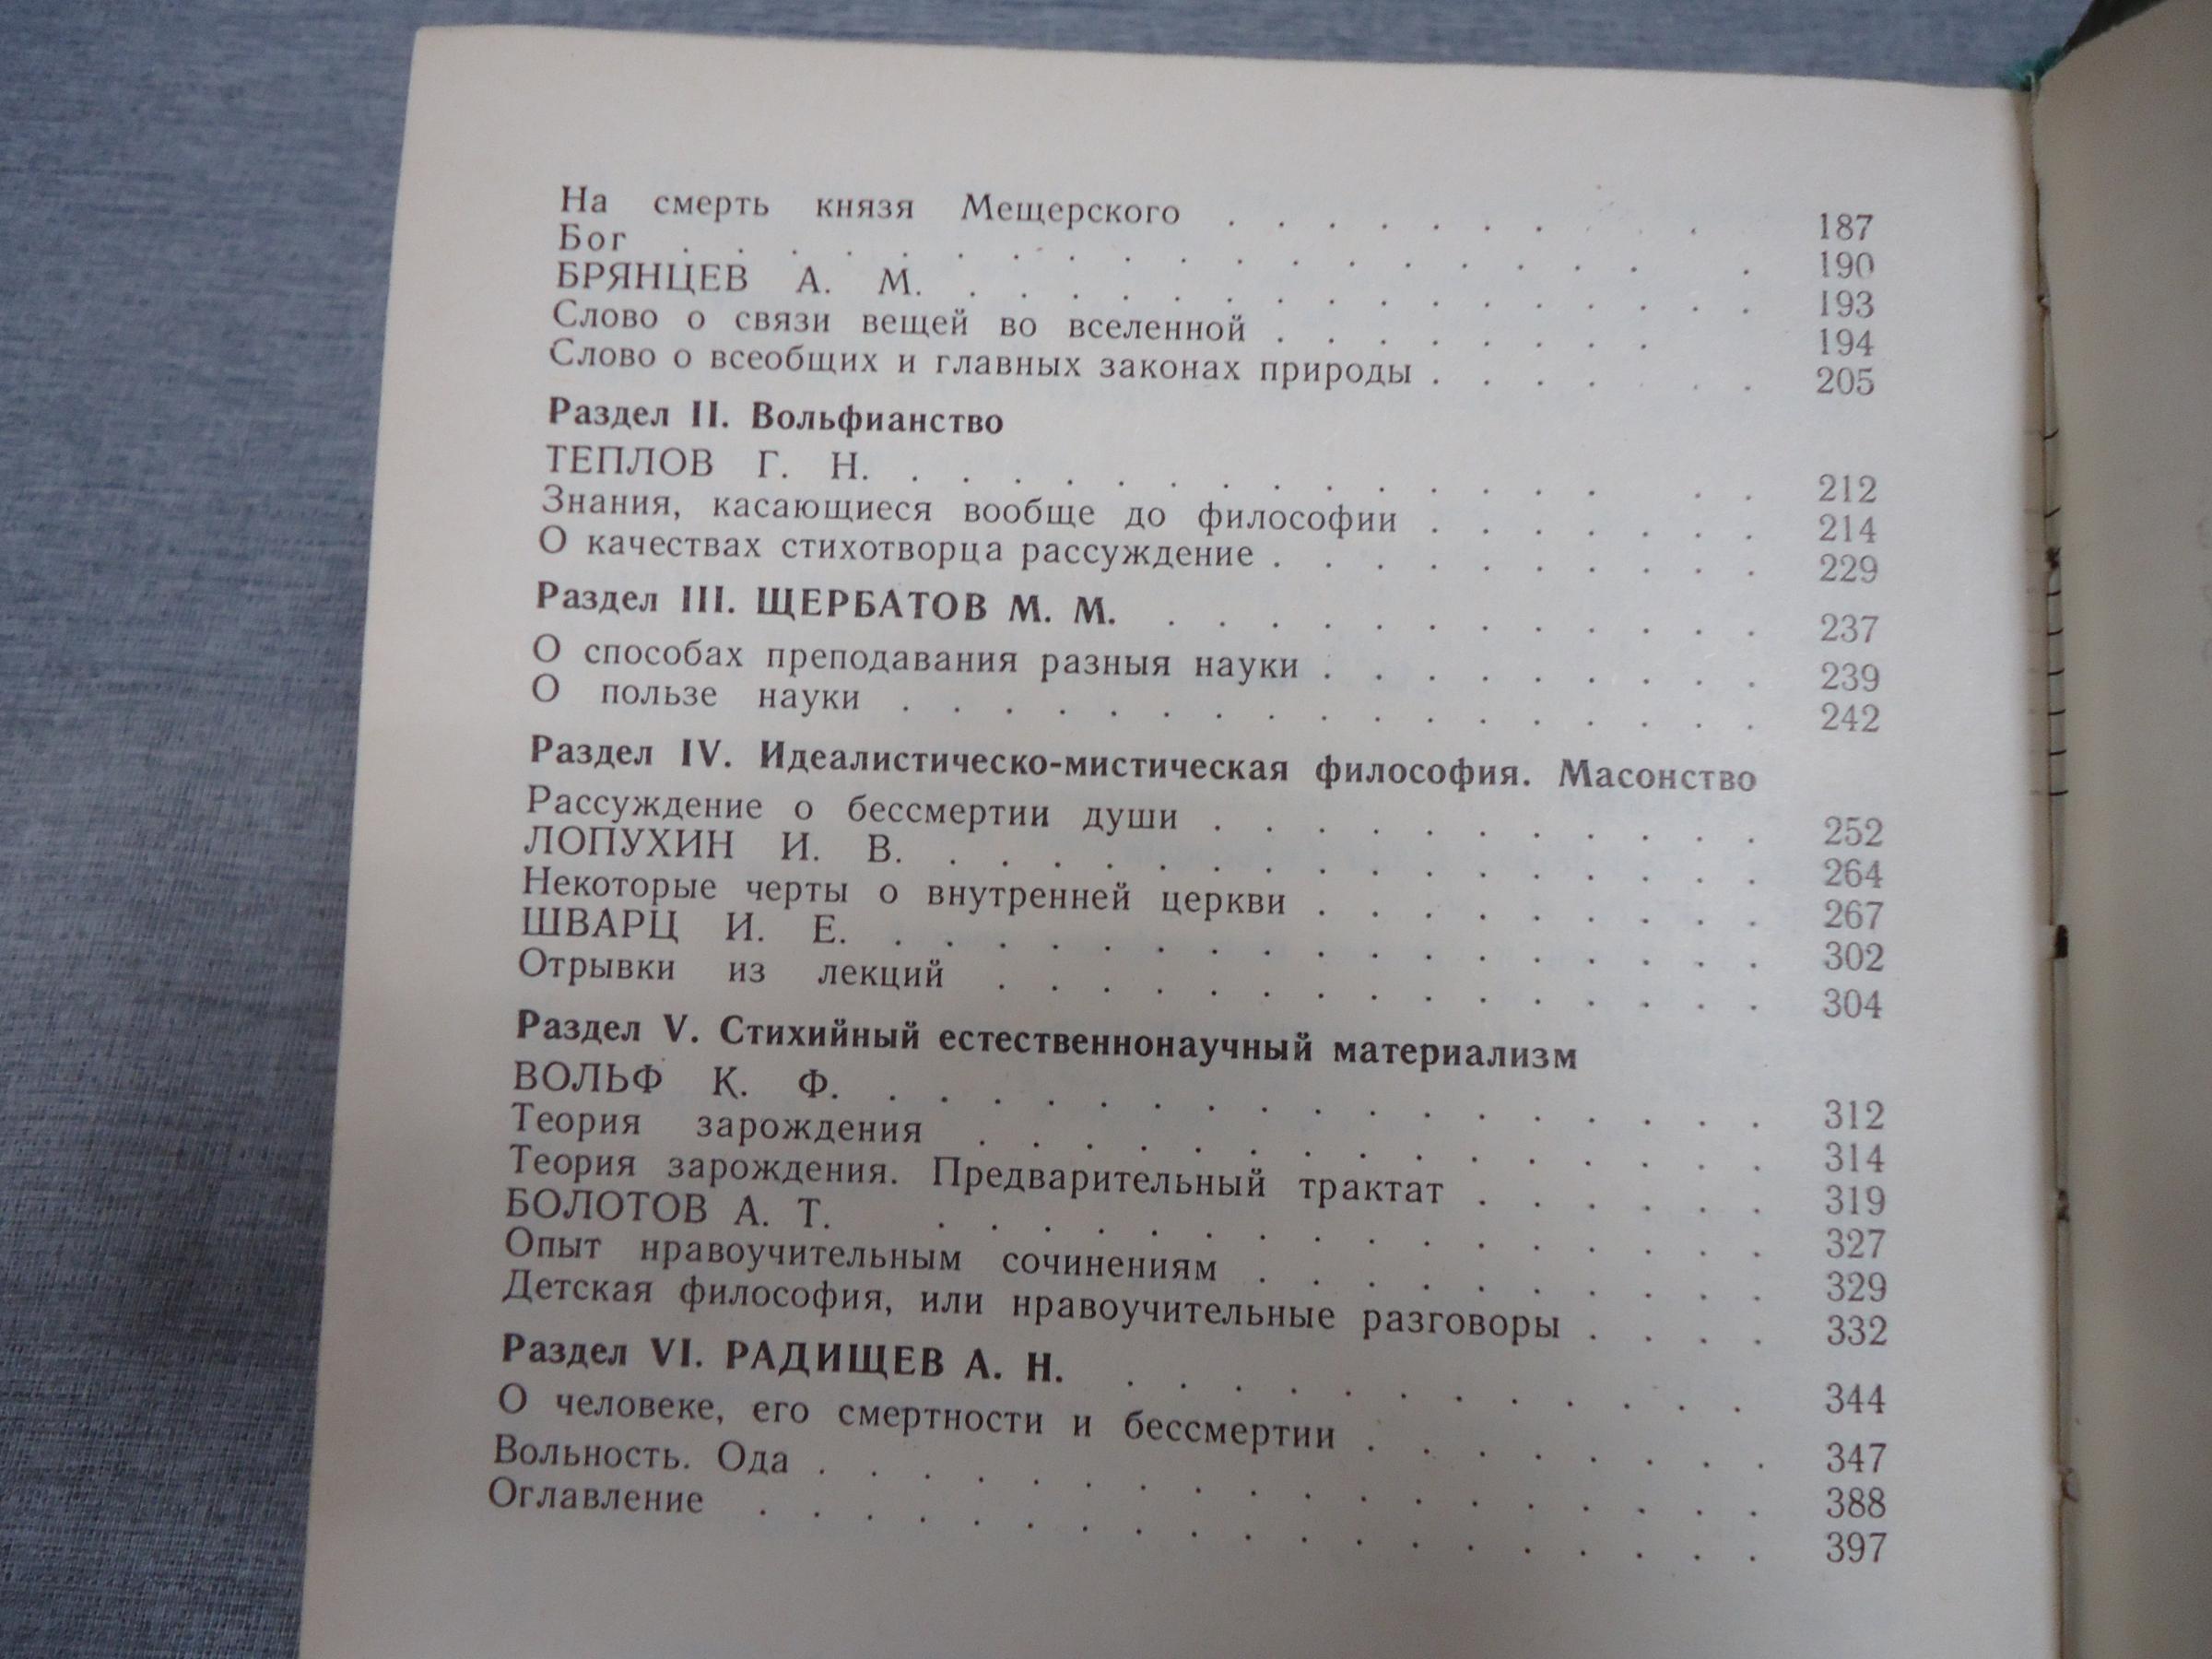 На смерть князя Мещерского . . . . . . . . 187
Бог . . . . . . . . . . . . . . . . . . . 190
БРЯНЦЕВ А. М. . . . . . . . . . . . . . . . . 193
Слово о связи вещей во вселенной . . . . . . . . 194
Слово о всеобщих и главных законах природы . . . . . . . 205
Раздел II. Вольфианство
ТЕПЛОВ Г. Н. . . . . . . . . . . . . . . . . 212
Знания, касающиеся вообще до философии . . . . . . . 214
О качествах стихотворца рассуждение . . . . . . . . . . 229
Раздел III. ЩЕРБАТОВ М. М. . . . . . . . . . . . . 237
О способах преподавания разныя науки . . . . . . . . . 239
О пользе науки . . . . . . . . . . . . . . . . . 242
Раздел IV. Идеалистическо-мистическая философия. Масонство
Рассуждение о бессмертии души . . . . . . . . . . . 252
ЛОПУХИН И. В. . . . . . . . . . . . . . . . . 264
Некоторые черты о внутренней церкви . . . . . . . . . 267
ШВАРЦ И. Е. . . . . . . . . . . . . . . . . . 302
Отрывки из лекций . . . . . . . . . . . . . . . 304
Раздел V. Стихийный естественнонаучный материализм
ВОЛЬФ К. Ф. . . . . . . . . . . . . . . . . . 312
Теория зарождения . . . . . . . . . . . . . . . 314
Теория зарождения. Предварительный трактат . . . . . . 319
БОЛОТОВ А. Т. . . . . . . . . . . . . . . . . 327
Опыт нравоучительным сочинениям . . . . . . . . . . 329
Детская философия, или нравоучительные разговоры . . . . 332
Раздел VI. РАДИЩЕВ А. Н. . . . . . . . . . . . . 344
О человеке, его смертности и бессмертии . . . . . . . . 347
Вольность. Ода . . . . . . . . . . . . . . . . . . 388
Оглавление . . . . . . . . . . . . . . . . . . . 397